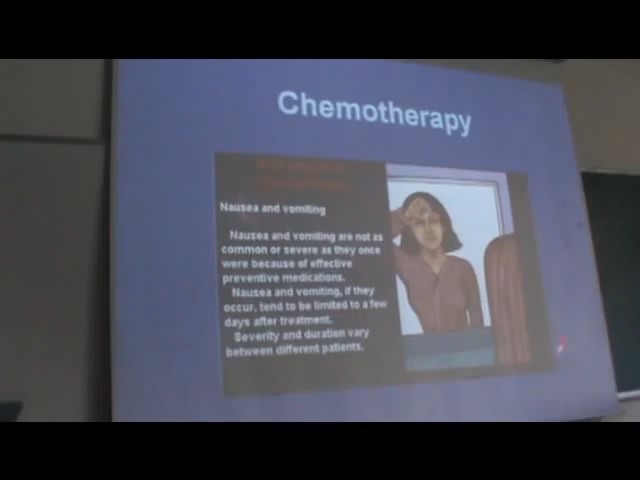 Chemotherapy
Nausea and vomiting
Nausea and vomiting are not as
common or severe as they once
were because of effective
preventive medications.
Nausea and vomiting, if they
occur, tend to be limited to a few
days after treatment.
Severity and duration vary
between different patients.